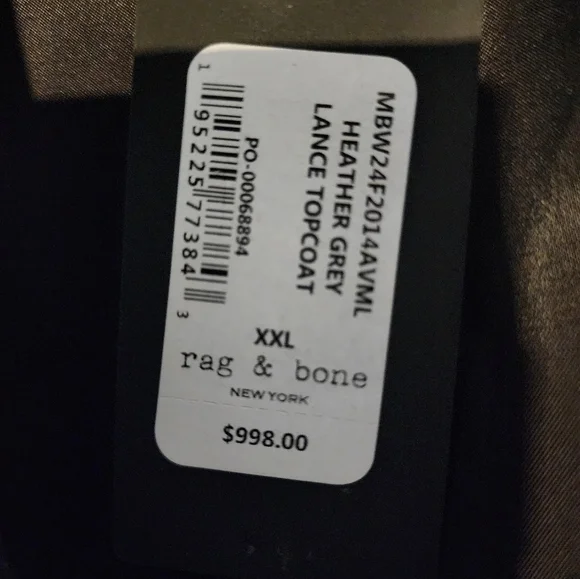 MBW24F2014AVML
HEATHER GREY
LANCE TOPCOAT
PO-00068894
1 95225 77384 3
XXL
rag & bone
NEW YORK
$998.00